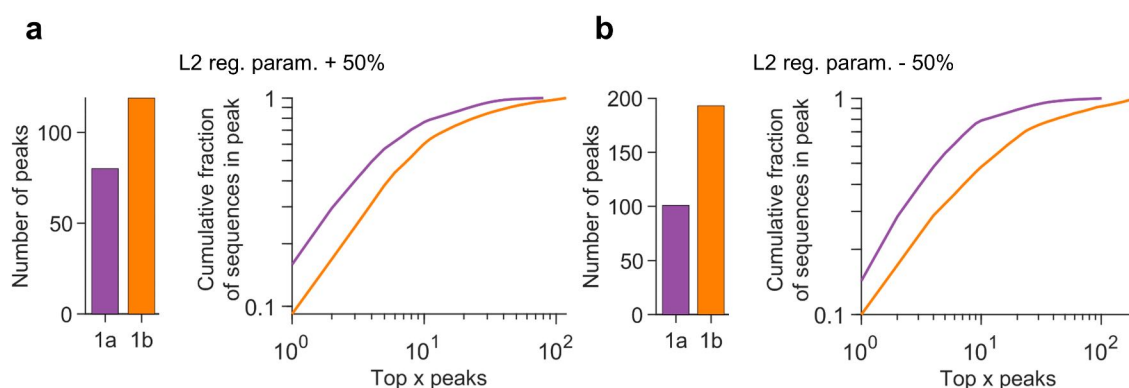 a
L2 reg. param. + 50%
Number of peaks
100
50
0
1a 1b
Cumulative fraction
of sequences in peak
1
0.1
10^0 10^1 10^2
Top x peaks
b
L2 reg. param. - 50%
Number of peaks
200
150
100
50
0
1a 1b
Cumulative fraction
of sequences in peak
1
0.1
10^0 10^1 10^2
Top x peaks